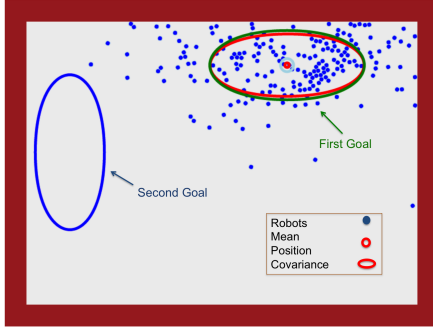 First Goal
Second Goal
Robots
Mean
Position
Covariance